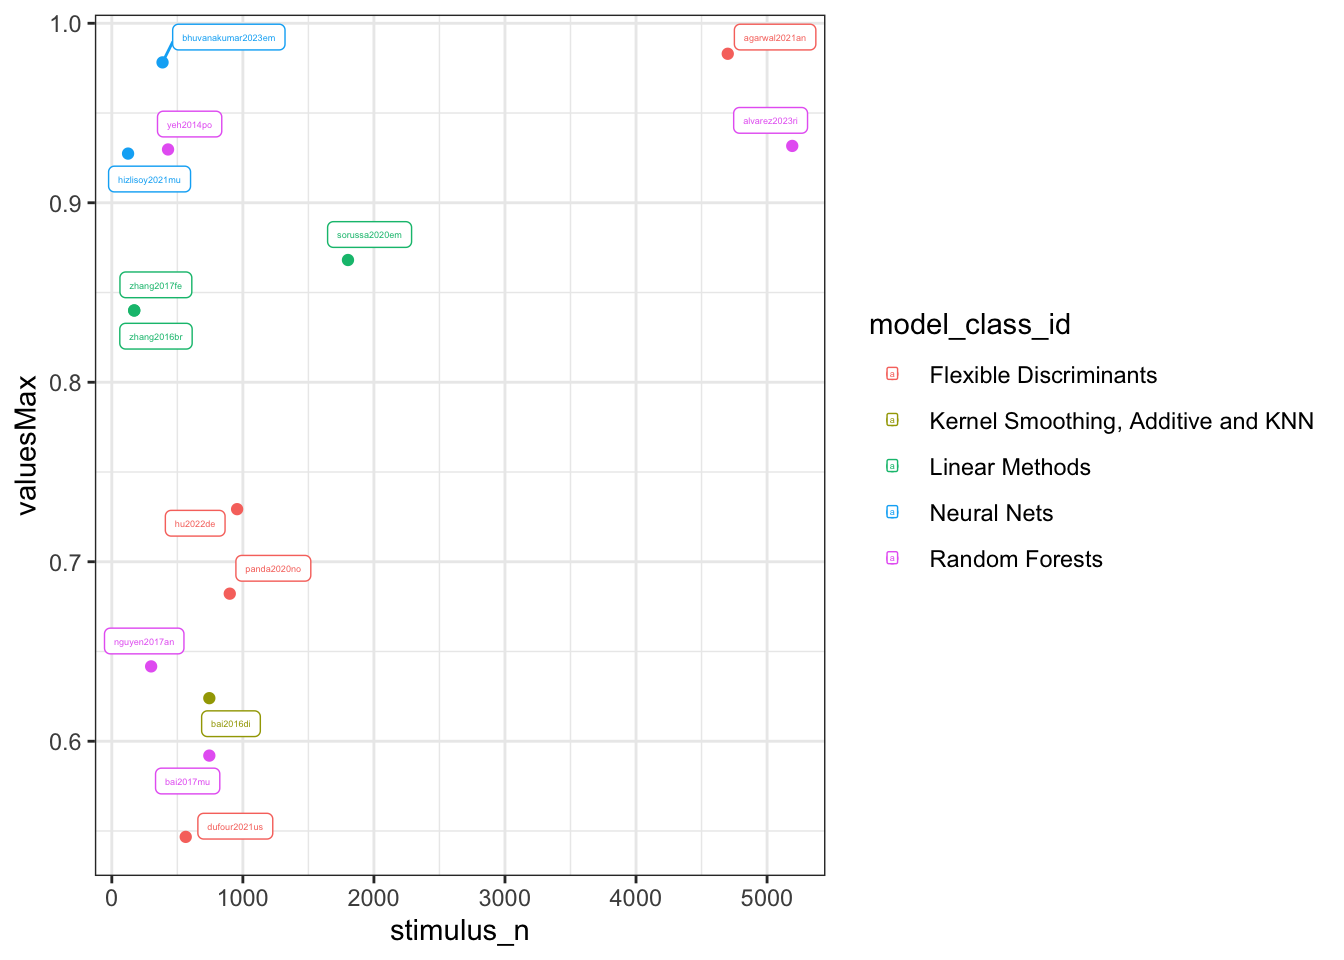 1.0
0.9
0.8
0.7
0.6
valuesMax
bhuvanakumar2023em
agarwal2021an
yeh2014po
alvarez2023ri
hizlisoy2021mu
sorussa2020em
zhang2017fe
zhang2016br
hu2022de
panda2020no
nguyen2017an
bai2016di
bai2017mu
dufour2021us
0 1000 2000 3000 4000 5000
stimulus_n
model_class_id
a Flexible Discriminants
a Kernel Smoothing, Additive and KNN
a Linear Methods
a Neural Nets
a Random Forests